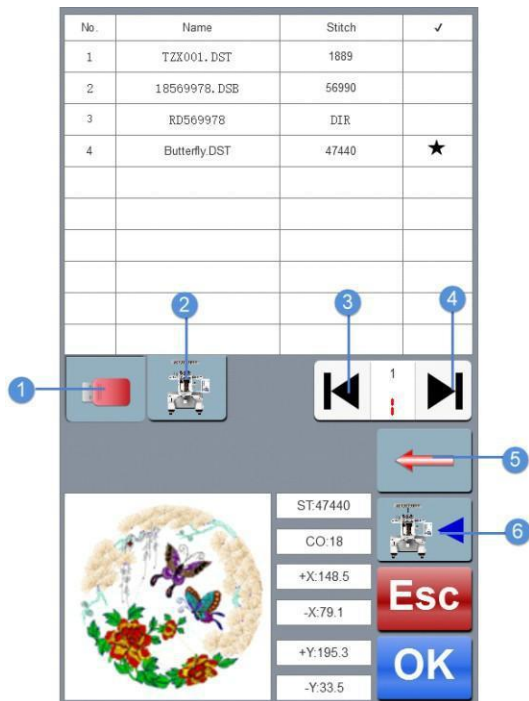 No. Name Stitch ✓
1 TZX001.DST 1889
2 18569978.DSB 56990
3 RD569978 DIR
4 Butterfly.DST 47440 ★
2
3
4
1
1
5
ST:47440
CO:18
6
+X:148.5
Esc
-X:79.1
+Y:195.3
OK
-Y:33.5